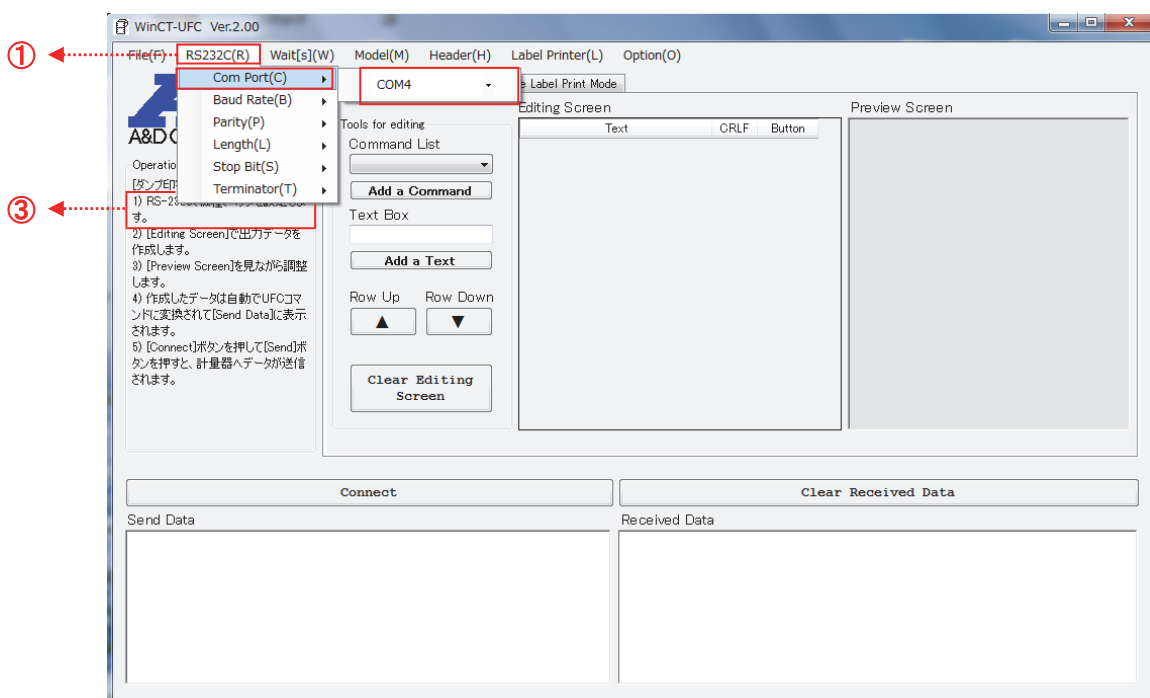 WinCT-UFC Ver.2.00
①
File(F) RS232C(R) Wait[s](W) Model(M) Header(H) Label Printer(L) Option(O)
Com Port(C)
COM4
Label Print Mode
Baud Rate(B)
Parity(P)
Length(L)
Stop Bit(S)
Terminator(T)
A&D
Operatio
[ダンプ印
③
1) RS-2
す。
2) [Editing Screen]で出力データを
作成します。
3) [Preview Screen]を見ながら調整
します。
4) 作成したデータは自動でUFCコマ
ンドに変換されて[Send Data]に表示
されます。
5) [Connect]ボタンを押して[Send]ボ
タンを押すと、計量器へデータが送信
されます。
Tools for editing
Command List
Add a Command
Text Box
Add a Text
Row Up Row Down
▲ ▼
Clear Editing
Screen
Editing Screen
Text CRLF Button
Preview Screen
Connect
Clear Received Data
Send Data
Received Data